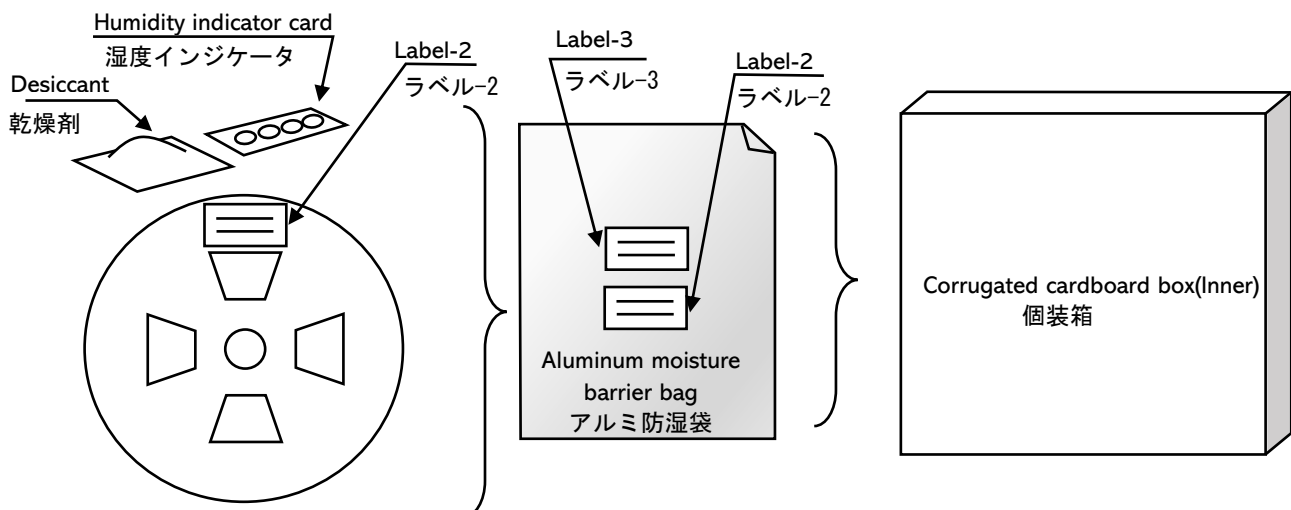 Humidity indicator card
湿度インジケータ
Desiccant
乾燥剤
Label-2
ラベル-2
Label-3
ラベル-3
Label-2
ラベル-2
Aluminum moisture
barrier bag
アルミ防湿袋
Corrugated cardboard box(Inner)
個装箱